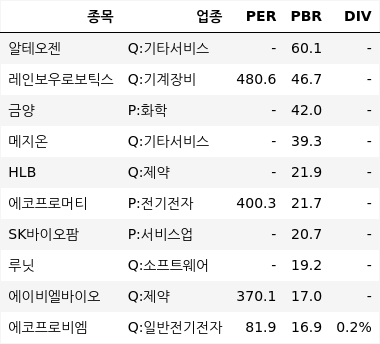 종목 업종 PER PBR DIV
알테오젠 Q:기타서비스 - 60.1 -
레인보우로보틱스 Q:기계장비 480.6 46.7 -
금양 P:화학 - 42.0 -
메지온 Q:기타서비스 - 39.3 -
HLB Q:제약 - 21.9 -
에코프로머티 P:전기전자 400.3 21.7 -
SK바이오팜 P:서비스업 - 20.7 -
루닛 Q:소프트웨어 - 19.2 -
에이비엘바이오 Q:제약 370.1 17.0 -
에코프로비엠 Q:일반전기전자 81.9 16.9 0.2%